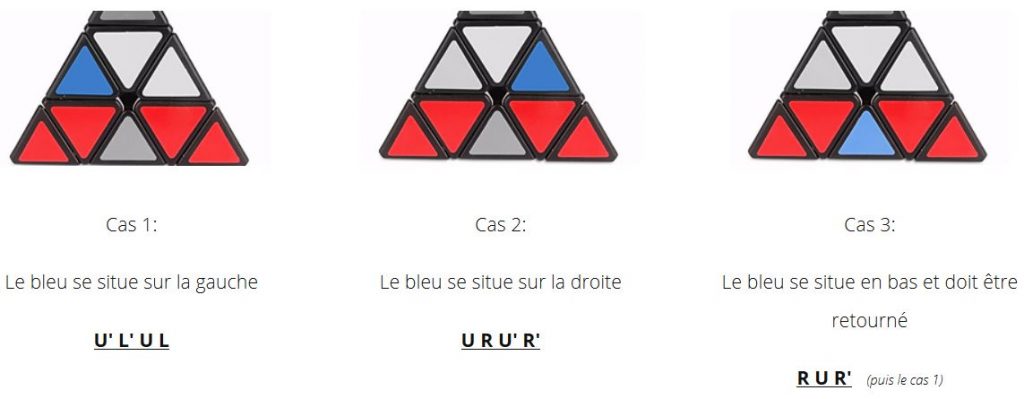 Cas 1:
Le bleu se situe sur la gauche
U' L' U L
Cas 2:
Le bleu se situe sur la droite
U R U' R'
Cas 3:
Le bleu se situe en bas et doit être
retourné
R U R' (puis le cas 1)